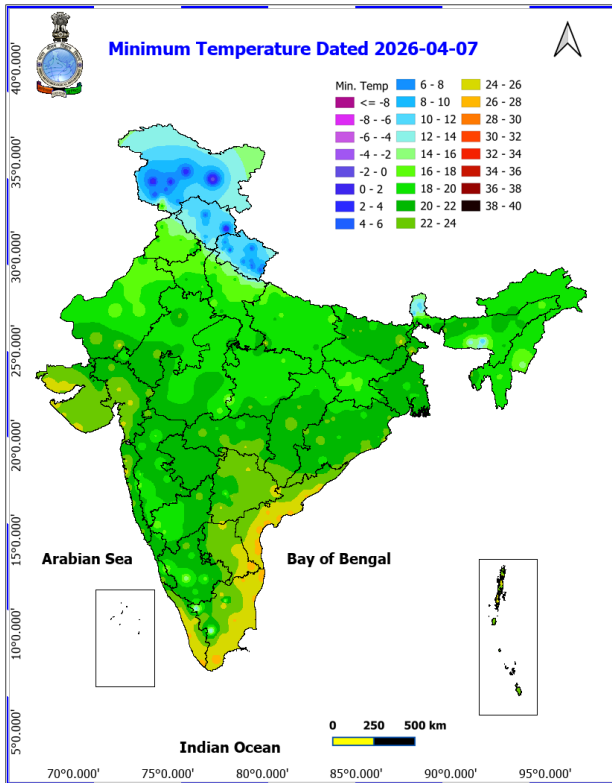 Minimum Temperature Dated 2026-04-07
Min. Temp
<= -8
-8 - -6
-6 - -4
-4 - -2
-2 - 0
0 - 2
2 - 4
4 - 6
6 - 8
8 - 10
10 - 12
12 - 14
14 - 16
16 - 18
18 - 20
20 - 22
22 - 24
24 - 26
26 - 28
28 - 30
30 - 32
32 - 34
34 - 36
36 - 38
38 - 40
40°0.000'
35°0.000'
30°0.000'
25°0.000'
20°0.000'
15°0.000'
10°0.000'
5°0.000'
Arabian Sea
Bay of Bengal
0 250 500 km
Indian Ocean
70°0.000' 75°0.000' 80°0.000' 85°0.000' 90°0.000' 95°0.000'